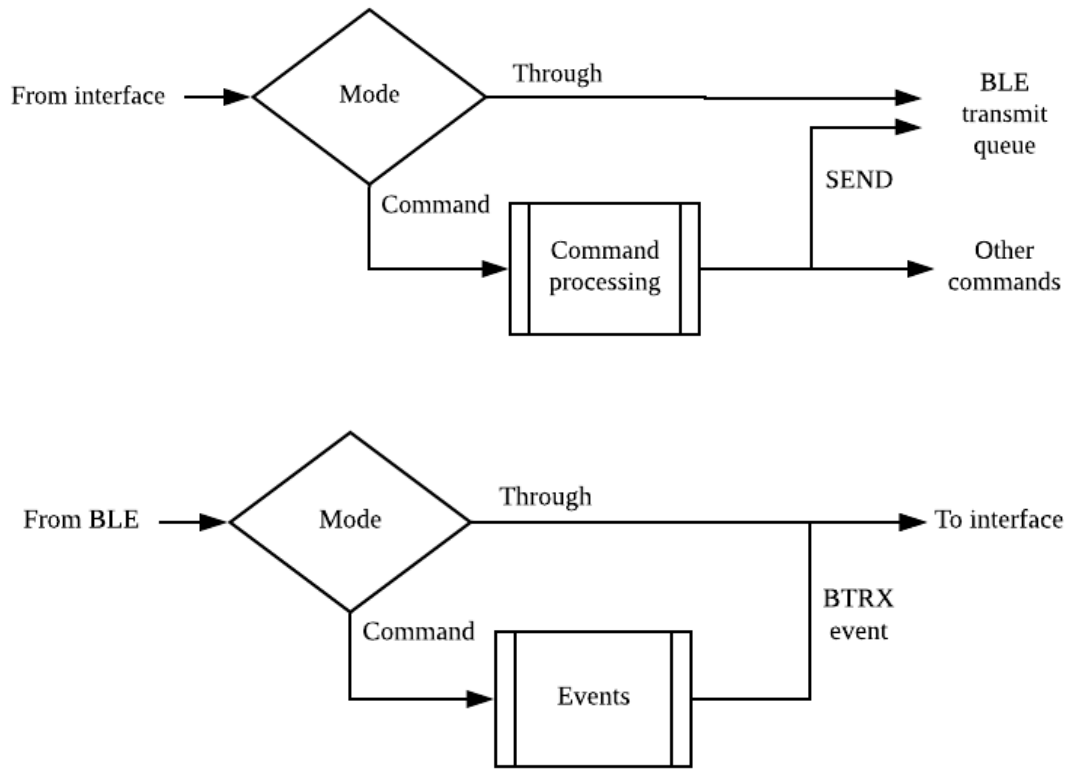 From interface
Mode
Through
BLE
transmit
queue
Command
SEND
Command
processing
Other
commands
From BLE
Mode
Through
To interface
Command
BTRX
event
Events